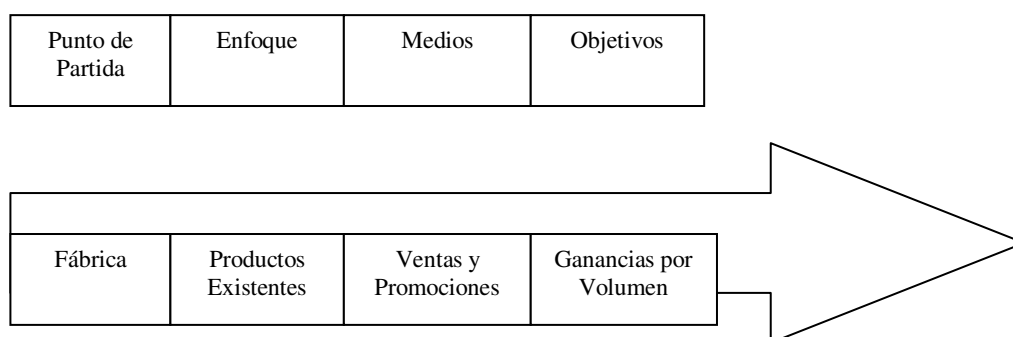 Punto de
Partida
Enfoque
Medios
Objetivos
Fábrica
Productos
Existentes
Ventas y
Promociones
Ganancias por
Volumen